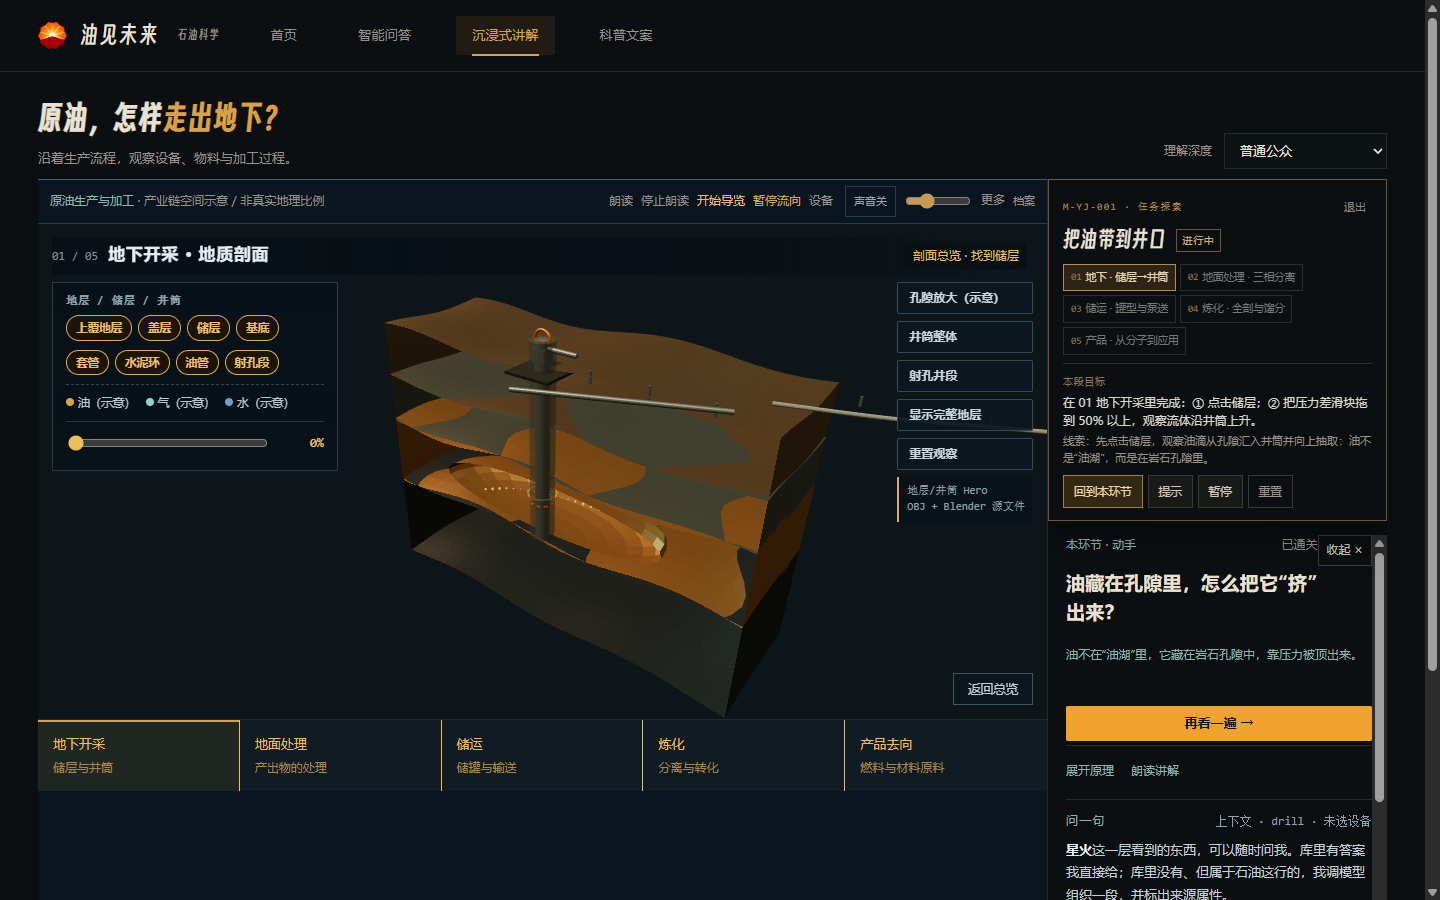 油见未来 石油科学 首页 智能问答 沉浸式讲解 科普文案
原油，怎样走出地下？
沿着生产流程，观察设备、物料与加工过程。
理解深度 普通公众
原油生产与加工 · 产业链空间示意 / 非真实地理比例
朗读 停止朗读 开始导览 暂停流向 设备 声音关 更多 档案
01 / 05 地下开采 • 地质剖面
剖面总览 · 找到储层
地层 / 储层 / 井筒
上覆地层 盖层 储层 基底
套管 水泥环 油管 射孔段
油（示意） 气（示意） 水（示意）
0%
孔隙放大（示意）
井筒整体
射孔井段
显示完整地层
重置观察
地层/井筒 Hero
OBJ + Blender 源文件
返回总览
地下开采
储层与井筒
地面处理
产出物的处理
储运
储罐与输送
炼化
分离与转化
产品去向
燃料与材料原料
M-YJ-001 · 任务探索 退出
把油带到井口 进行中
01 地下 · 储层→井筒 02 地面处理 · 三相分离
03 储运 · 罐型与泵送 04 炼化 · 全剖与馏分
05 产品 · 从分子到应用
本段目标
在 01 地下开采里完成：① 点击储层；② 把压力差滑块拖
到 50% 以上，观察流体沿井筒上升。
线索：先点击储层，观察油滴从孔隙汇入井筒并向上抽取：油不
是“油湖”，而是在岩石孔隙里。
回到本环节 提示 暂停 重置
本环节 · 动手 已通关 收起 ×
油藏在孔隙里，怎么把它“挤”
出来？
油不在“油湖”里，它藏在岩石孔隙中，靠压力被顶出来。
再看一遍 →
展开原理 朗读讲解
问一句 上下文 · drill · 未选设备
星火这一层看到的东西，可以随时问我。库里有答案
我直接给；库里没有、但属于石油这行的，我调模型
组织一段，并标出来源属性。